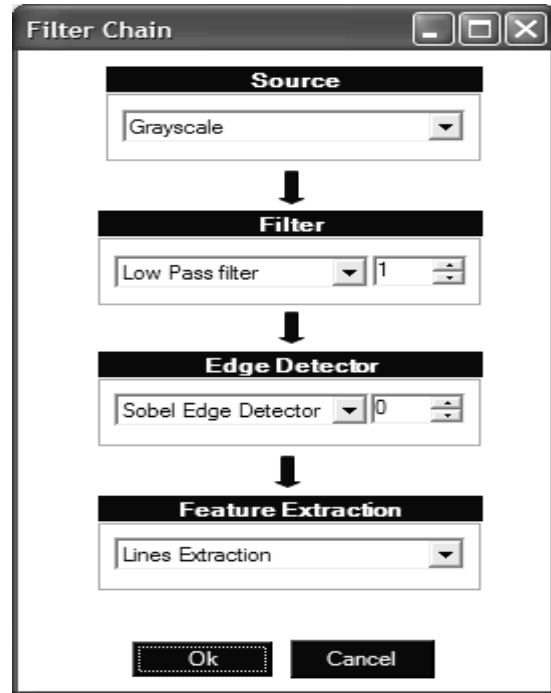 Filter Chain
Source
Grayscale
Filter
Low Pass filter 1
Edge Detector
Sobel Edge Detector 0
Feature Extraction
Lines Extraction
Ok Cancel